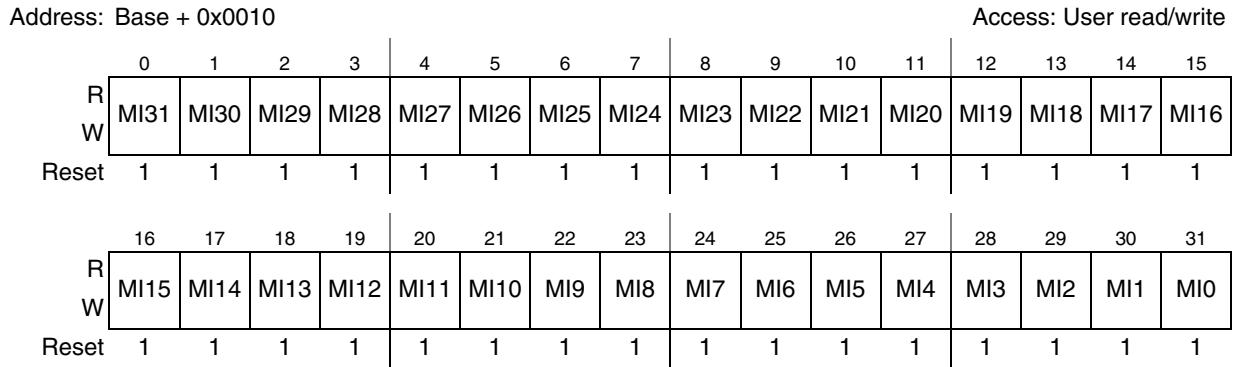 Address: Base + 0x0010 Access: User read/write
0 1 2 3 4 5 6 7 8 9 10 11 12 13 14 15
R
MI31 MI30 MI29 MI28 MI27 MI26 MI25 MI24 MI23 MI22 MI21 MI20 MI19 MI18 MI17 MI16
W
Reset 1 1 1 1 1 1 1 1 1 1 1 1 1 1 1 1
16 17 18 19 20 21 22 23 24 25 26 27 28 29 30 31
R
MI15 MI14 MI13 MI12 MI11 MI10 MI9 MI8 MI7 MI6 MI5 MI4 MI3 MI2 MI1 MI0
W
Reset 1 1 1 1 1 1 1 1 1 1 1 1 1 1 1 1